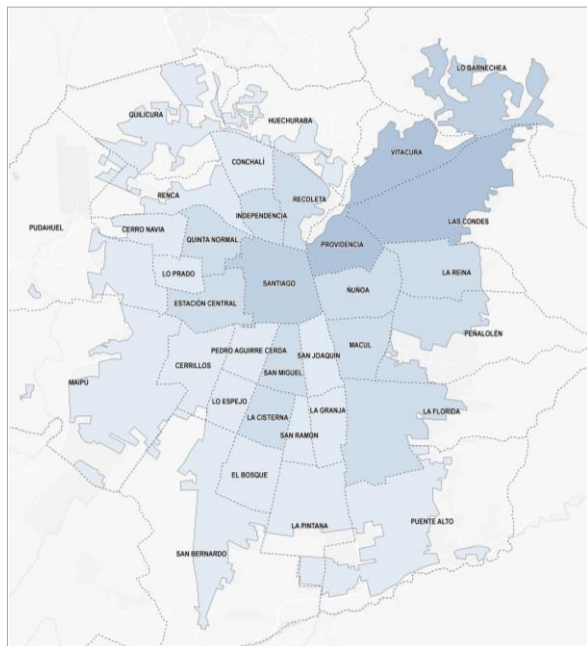 LO BARNECHEA
QUILICURA
HUECHURABA
VITACURA
CONCHALÍ
RENCA
RECOLETA
INDEPENDENCIA
LAS CONDES
PUDAHUEL
CERRO NAVIA
QUINTA NORMAL
PROVIDENCIA
LO PRADO
LA REINA
SANTIAGO
ÑUÑOA
ESTACIÓN CENTRAL
PEÑALOLÉN
MACUL
PEDRO AGUIRRE CERDA
SAN JOAQUÍN
CERRILLOS
SAN MIGUEL
MAIPÚ
LO ESPEJO
LA GRANJA
LA FLORIDA
LA CISTERNA
SAN RAMÓN
EL BOSQUE
PUENTE ALTO
LA PINTANA
SAN BERNARDO